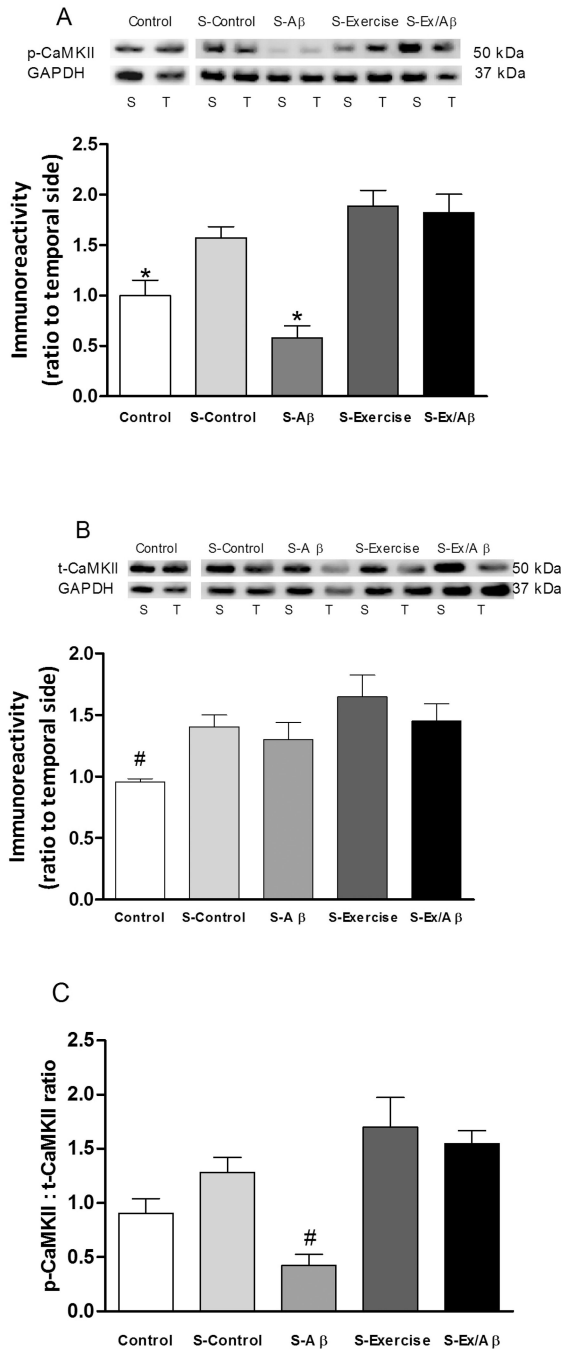 A
Control S-Control S-Aβ S-Exercise S-Ex/Aβ
p-CaMKII 50 kDa
GAPDH 37 kDa
S T S T S T S T S T
Immunoreactivity
(ratio to temporal side)
2.5
2.0
1.5
1.0
0.5
0.0
*
*
Control S-Control S-Aβ S-Exercise S-Ex/Aβ
B
Control S-Control S-A β S-Exercise S-Ex/A β
t-CaMKII 50 kDa
GAPDH 37 kDa
S T S T S T S T S T
Immunoreactivity
(ratio to temporal side)
2.0
1.5
1.0
0.5
0.0
#
Control S-Control S-A β S-Exercise S-Ex/A β
C
p-CaMKII : t-CaMKII ratio
2.5
2.0
1.5
1.0
0.5
0.0
#
Control S-Control S-A β S-Exercise S-Ex/A β